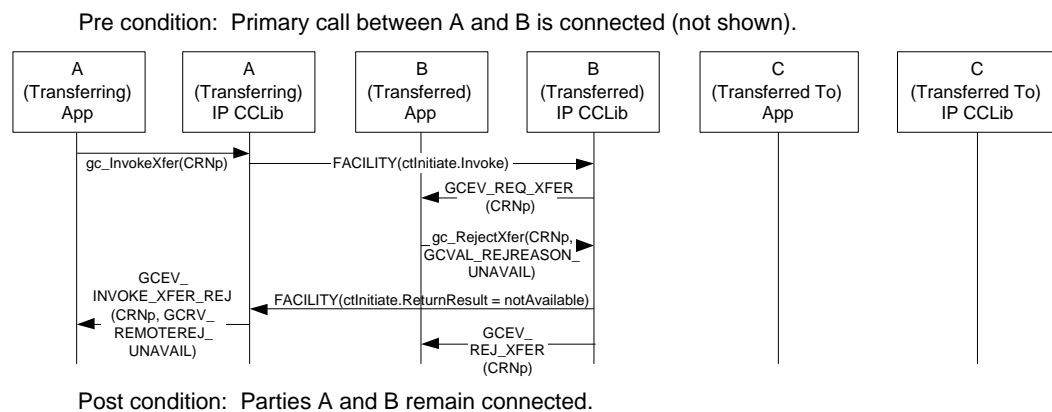 Pre condition:  Primary call between A and B is connected (not shown).
A
(Transferring)
App
A
(Transferring)
IP CCLib
B
(Transferred)
App
B
(Transferred)
IP CCLib
C
(Transferred To)
App
C
(Transferred To)
IP CCLib
gc_InvokeXfer(CRNp)
FACILITY(ctInitiate.Invoke)
GCEV_REQ_XFER
(CRNp)
gc_RejectXfer(CRNp,
GCVAL_REJREASON_
UNAVAIL)
FACILITY(ctInitiate.ReturnResult = notAvailable)
GCEV_
INVOKE_XFER_REJ
(CRNp, GCRV_
REMOTEREJ_
UNAVAIL)
GCEV_
REJ_XFER
(CRNp)
Post condition:  Parties A and B remain connected.